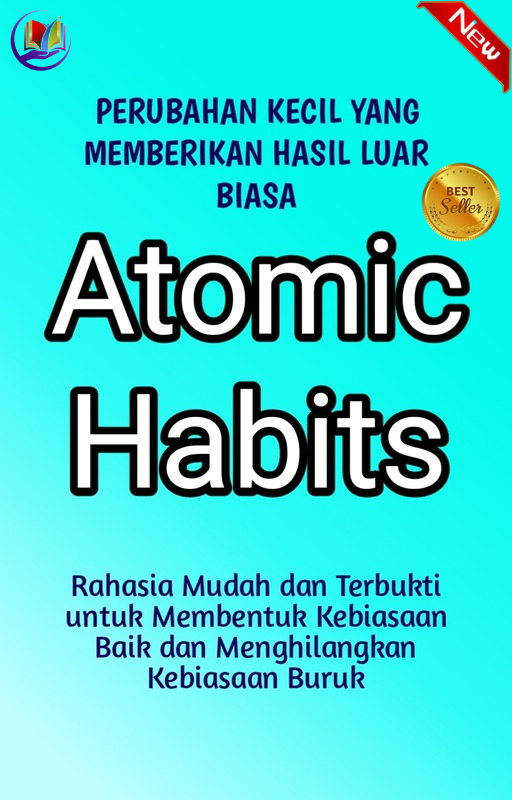 New
PERUBAHAN KECIL YANG
MEMBERIKAN HASIL LUAR
BIASA
BEST
Seller
Atomic
Habits
Rahasia Mudah dan Terbukti
untuk Membentuk Kebiasaan
Baik dan Menghilangkan
Kebiasaan Buruk